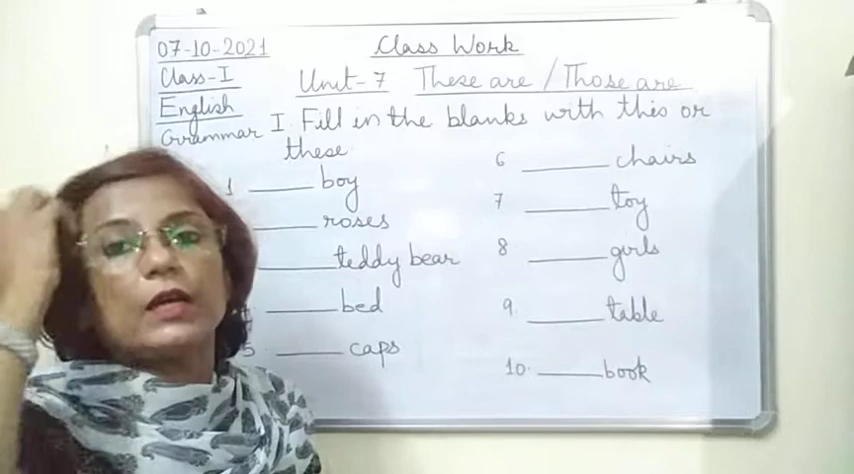 07-10-2021 Class Work
Class-I Unit-7 These are / Those are
English
Grammar I. Fill in the blanks with this or
these
1 ____ boy
____ roses
____ teddy bear
____ bed
5 ____ caps
6 ____ chairs
7 ____ toy
8 ____ girls
9 ____ table
10. ____ book